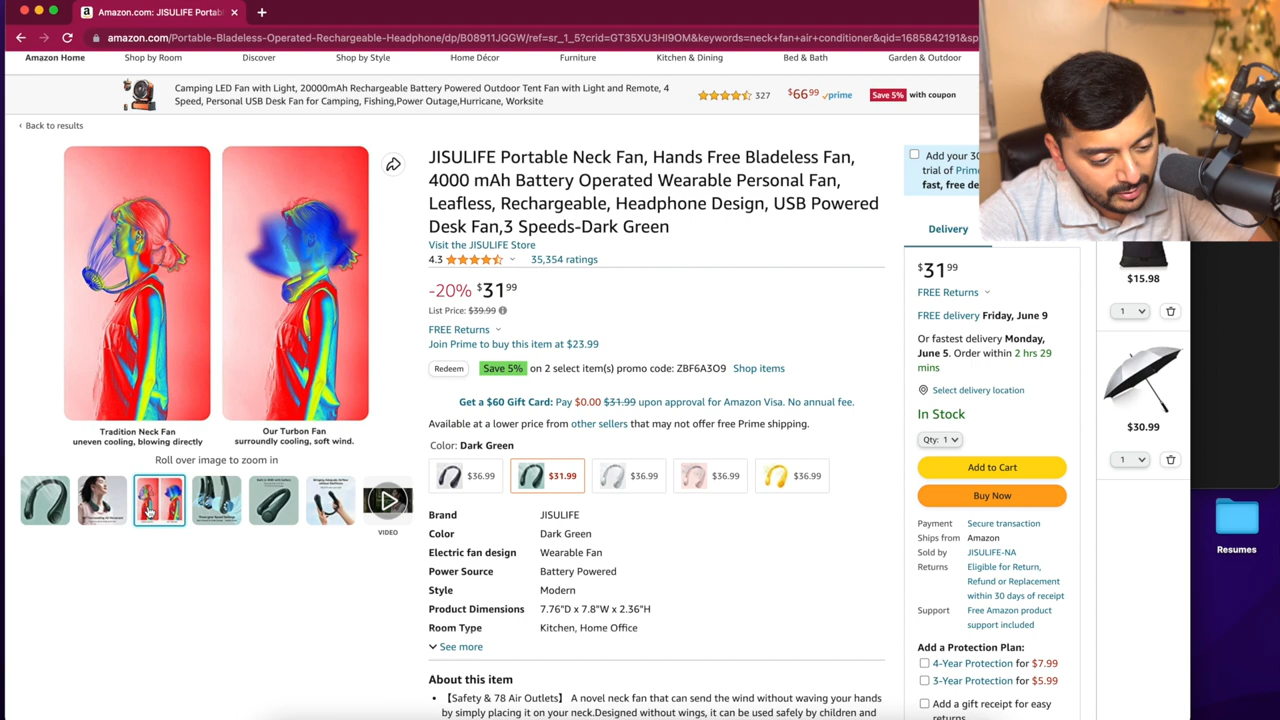 Amazon.com: JISULIFE Portab
amazon.com/Portable-Bladeless-Operated-Rechargeable-Headphone/dp/B08911JGGW/ref=sr_1_5?crid=GT35XU3HI9OM&keywords=neck+fan+air+conditioner&qid=1685842191&sp
Amazon Home
Shop by Room
Discover
Shop by Style
Home Décor
Furniture
Kitchen & Dining
Bed & Bath
Garden & Outdoor
Camping LED Fan with Light, 20000mAh Rechargeable Battery Powered Outdoor Tent Fan with Light and Remote, 4
Speed, Personal USB Desk Fan for Camping, Fishing,Power Outage,Hurricane, Worksite
327
$6699 prime
Save 5% with coupon
‹ Back to results
Tradition Neck Fan
uneven cooling, blowing directly
Our Turbon Fan
surroundly cooling, soft wind.
Roll over image to zoom in
VIDEO
JISULIFE Portable Neck Fan, Hands Free Bladeless Fan,
4000 mAh Battery Operated Wearable Personal Fan,
Leafless, Rechargeable, Headphone Design, USB Powered
Desk Fan,3 Speeds-Dark Green
Visit the JISULIFE Store
4.3 35,354 ratings
-20% $3199
List Price: $39.99
FREE Returns
Join Prime to buy this item at $23.99
Redeem Save 5% on 2 select item(s) promo code: ZBF6A3O9 Shop items
Get a $60 Gift Card: Pay $0.00 $31.99 upon approval for Amazon Visa. No annual fee.
Available at a lower price from other sellers that may not offer free Prime shipping.
Color: Dark Green
$36.99
$31.99
$36.99
$36.99
$36.99
Brand JISULIFE
Color Dark Green
Electric fan design Wearable Fan
Power Source Battery Powered
Style Modern
Product Dimensions 7.76"D x 7.8"W x 2.36"H
Room Type Kitchen, Home Office
See more
About this item
• 【Safety & 78 Air Outlets】 A novel neck fan that can send the wind without waving your hands
by simply placing it on your neck.Designed without wings, it can be used safely by children and
Add your 30
trial of Prime
fast, free de
Delivery
$3199
FREE Returns
FREE delivery Friday, June 9
Or fastest delivery Monday,
June 5. Order within 2 hrs 29
mins
Select delivery location
In Stock
Qty: 1
Add to Cart
Buy Now
Payment Secure transaction
Ships from Amazon
Sold by JISULIFE-NA
Returns Eligible for Return,
Refund or Replacement
within 30 days of receipt
Support Free Amazon product
support included
Add a Protection Plan:
4-Year Protection for $7.99
3-Year Protection for $5.99
Add a gift receipt for easy
returns
$15.98
1
$30.99
1
Resumes